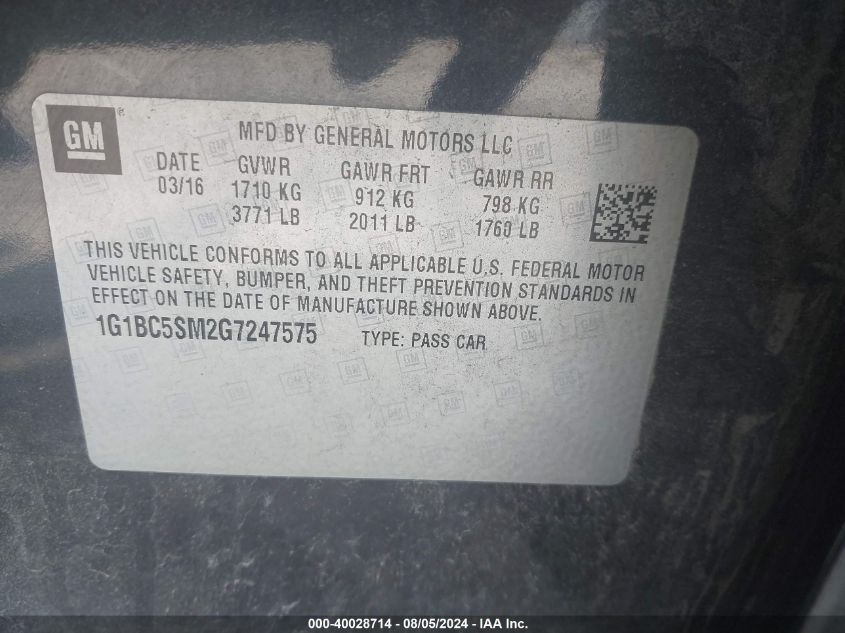 GM ®
MFD BY GENERAL MOTORS LLC
DATE GVWR GAWR FRT GAWR RR
03/16 1710 KG 912 KG 798 KG
3771 LB 2011 LB 1760 LB
THIS VEHICLE CONFORMS TO ALL APPLICABLE U.S. FEDERAL MOTOR
VEHICLE SAFETY, BUMPER, AND THEFT PREVENTION STANDARDS IN
EFFECT ON THE DATE OF MANUFACTURE SHOWN ABOVE.
1G1BC5SM2G7247575 TYPE: PASS CAR
000-40028714 - 08/05/2024 - IAA Inc.